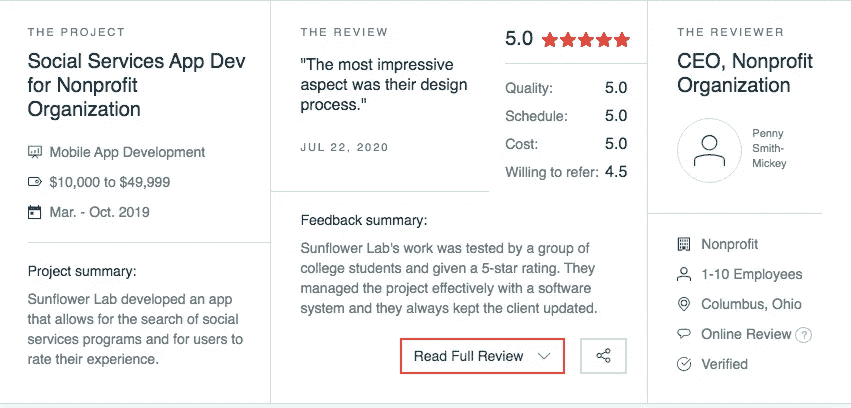 THE PROJECT
Social Services App Dev
for Nonprofit
Organization
Mobile App Development
$10,000 to $49,999
Mar. - Oct. 2019
Project summary:
Sunflower Lab developed an app
that allows for the search of social
services programs and for users to
rate their experience.
THE REVIEW
"The most impressive
aspect was their design
process."
JUL 22, 2020
5.0
Quality: 5.0
Schedule: 5.0
Cost: 5.0
Willing to refer: 4.5
Feedback summary:
Sunflower Lab's work was tested by a group of
college students and given a 5-star rating. They
managed the project effectively with a software
system and they always kept the client updated.
Read Full Review
THE REVIEWER
CEO, Nonprofit
Organization
Penny
Smith-
Mickey
Nonprofit
1-10 Employees
Columbus, Ohio
Online Review ?
Verified